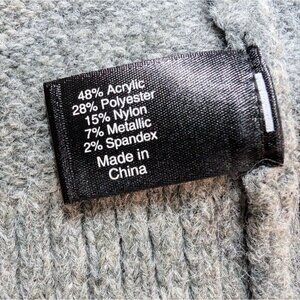 48% Acrylic
28% Polyester
15% Nylon
7% Metallic
2% Spandex
Made in
China